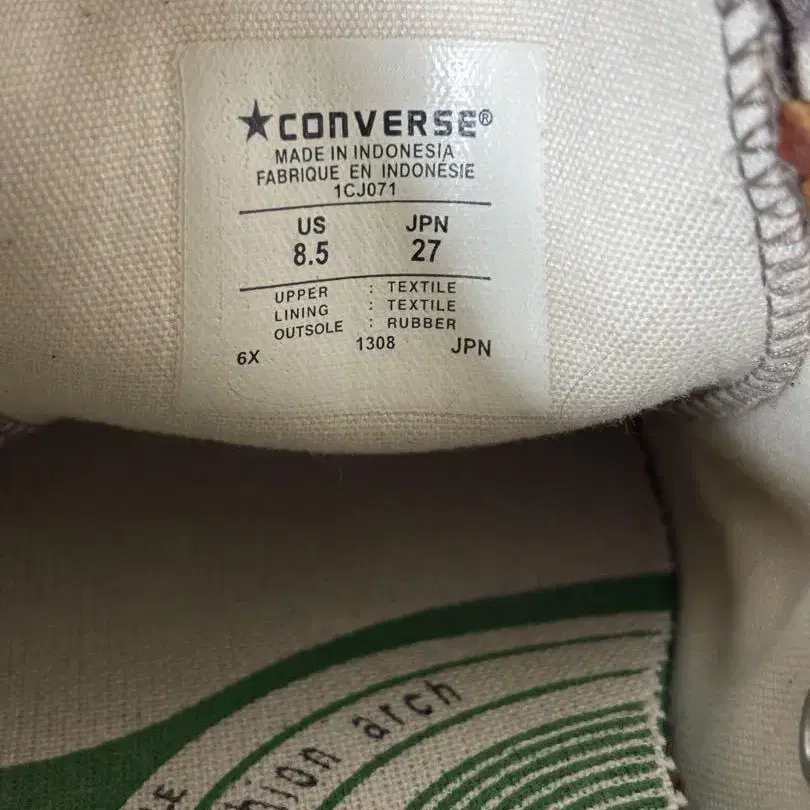 ★CONVERSE®
MADE IN INDONESIA
FABRIQUE EN INDONÉSIE
1CJ071
US JPN
8.5 27
UPPER : TEXTILE
LINING : TEXTILE
OUTSOLE : RUBBER
6X 1308 JPN
arch